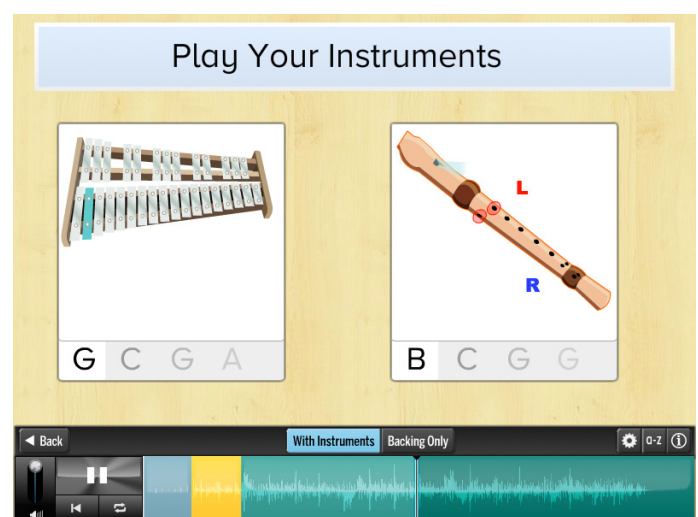 Play Your Instruments
L
R
G C G A
B C G G
Back
With Instruments Backing Only
a-z i